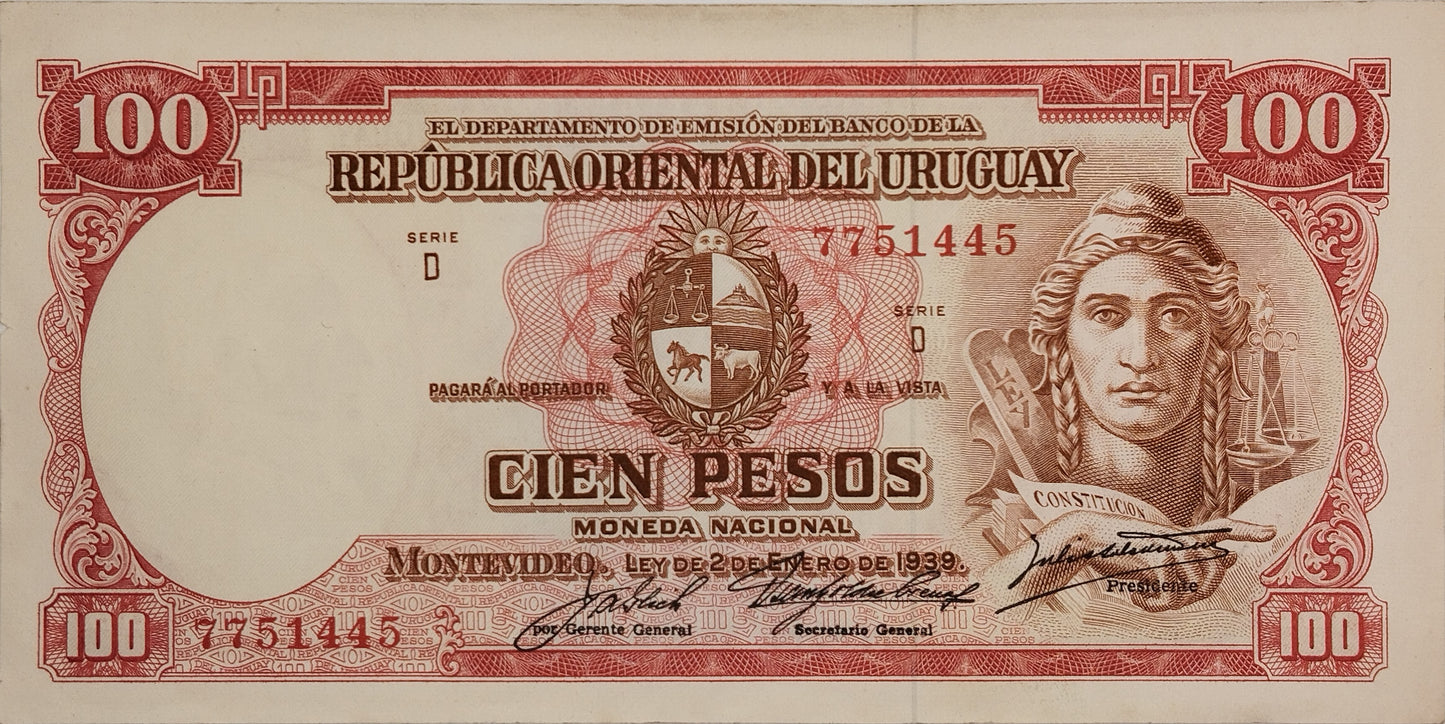 100
100
EL DEPARTAMENTO DE EMISIÓN DEL BANCO DE LA
REPÚBLICA ORIENTAL DEL URUGUAY
SERIE
D
7751445
SERIE
D
LEY
PAGARÁ AL PORTADOR Y A LA VISTA
CIEN PESOS
CONSTITUCION
MONEDA NACIONAL
MONTEVIDEO. LEY DE 2 DE ENERO DE 1939.
Presidente
100
7751445
por Gerente General
Secretario General
100